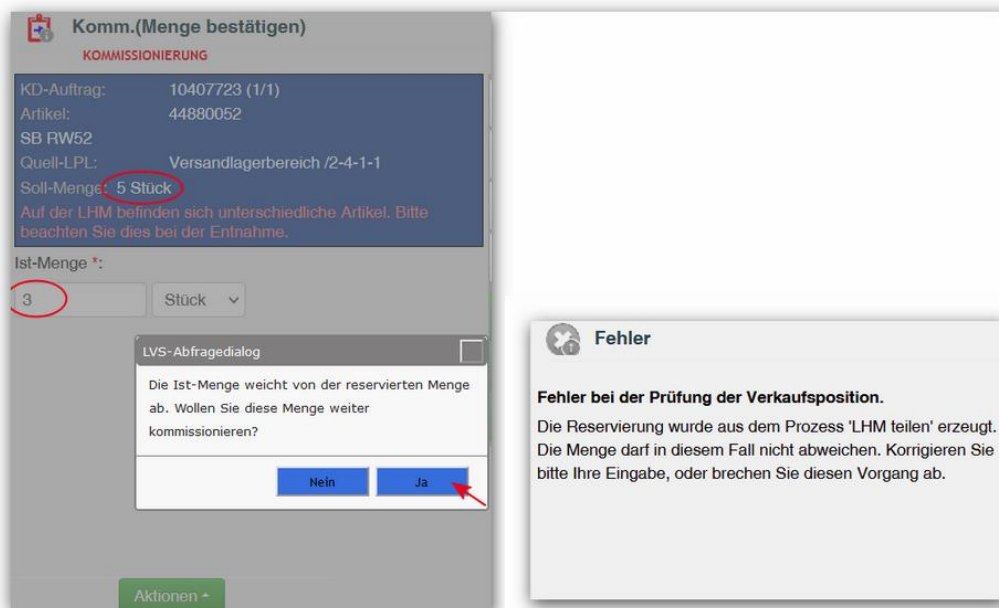 Komm.(Menge bestätigen)
KOMMISSIONIERUNG
KD-Auftrag: 10407723 (1/1)
Artikel: 44880052
SB RW52
Quell-LPL: Versandlagerbereich /2-4-1-1
Soll-Menge: 5 Stück
Auf der LHM befinden sich unterschiedliche Artikel. Bitte
beachten Sie dies bei der Entnahme.
Ist-Menge *:
3 Stück
LVS-Abfragedialog
Die Ist-Menge weicht von der reservierten Menge
ab. Wollen Sie diese Menge weiter
kommissionieren?
Nein Ja
Aktionen
Fehler
Fehler bei der Prüfung der Verkaufsposition.
Die Reservierung wurde aus dem Prozess 'LHM teilen' erzeugt.
Die Menge darf in diesem Fall nicht abweichen. Korrigieren Sie
bitte Ihre Eingabe, oder brechen Sie diesen Vorgang ab.